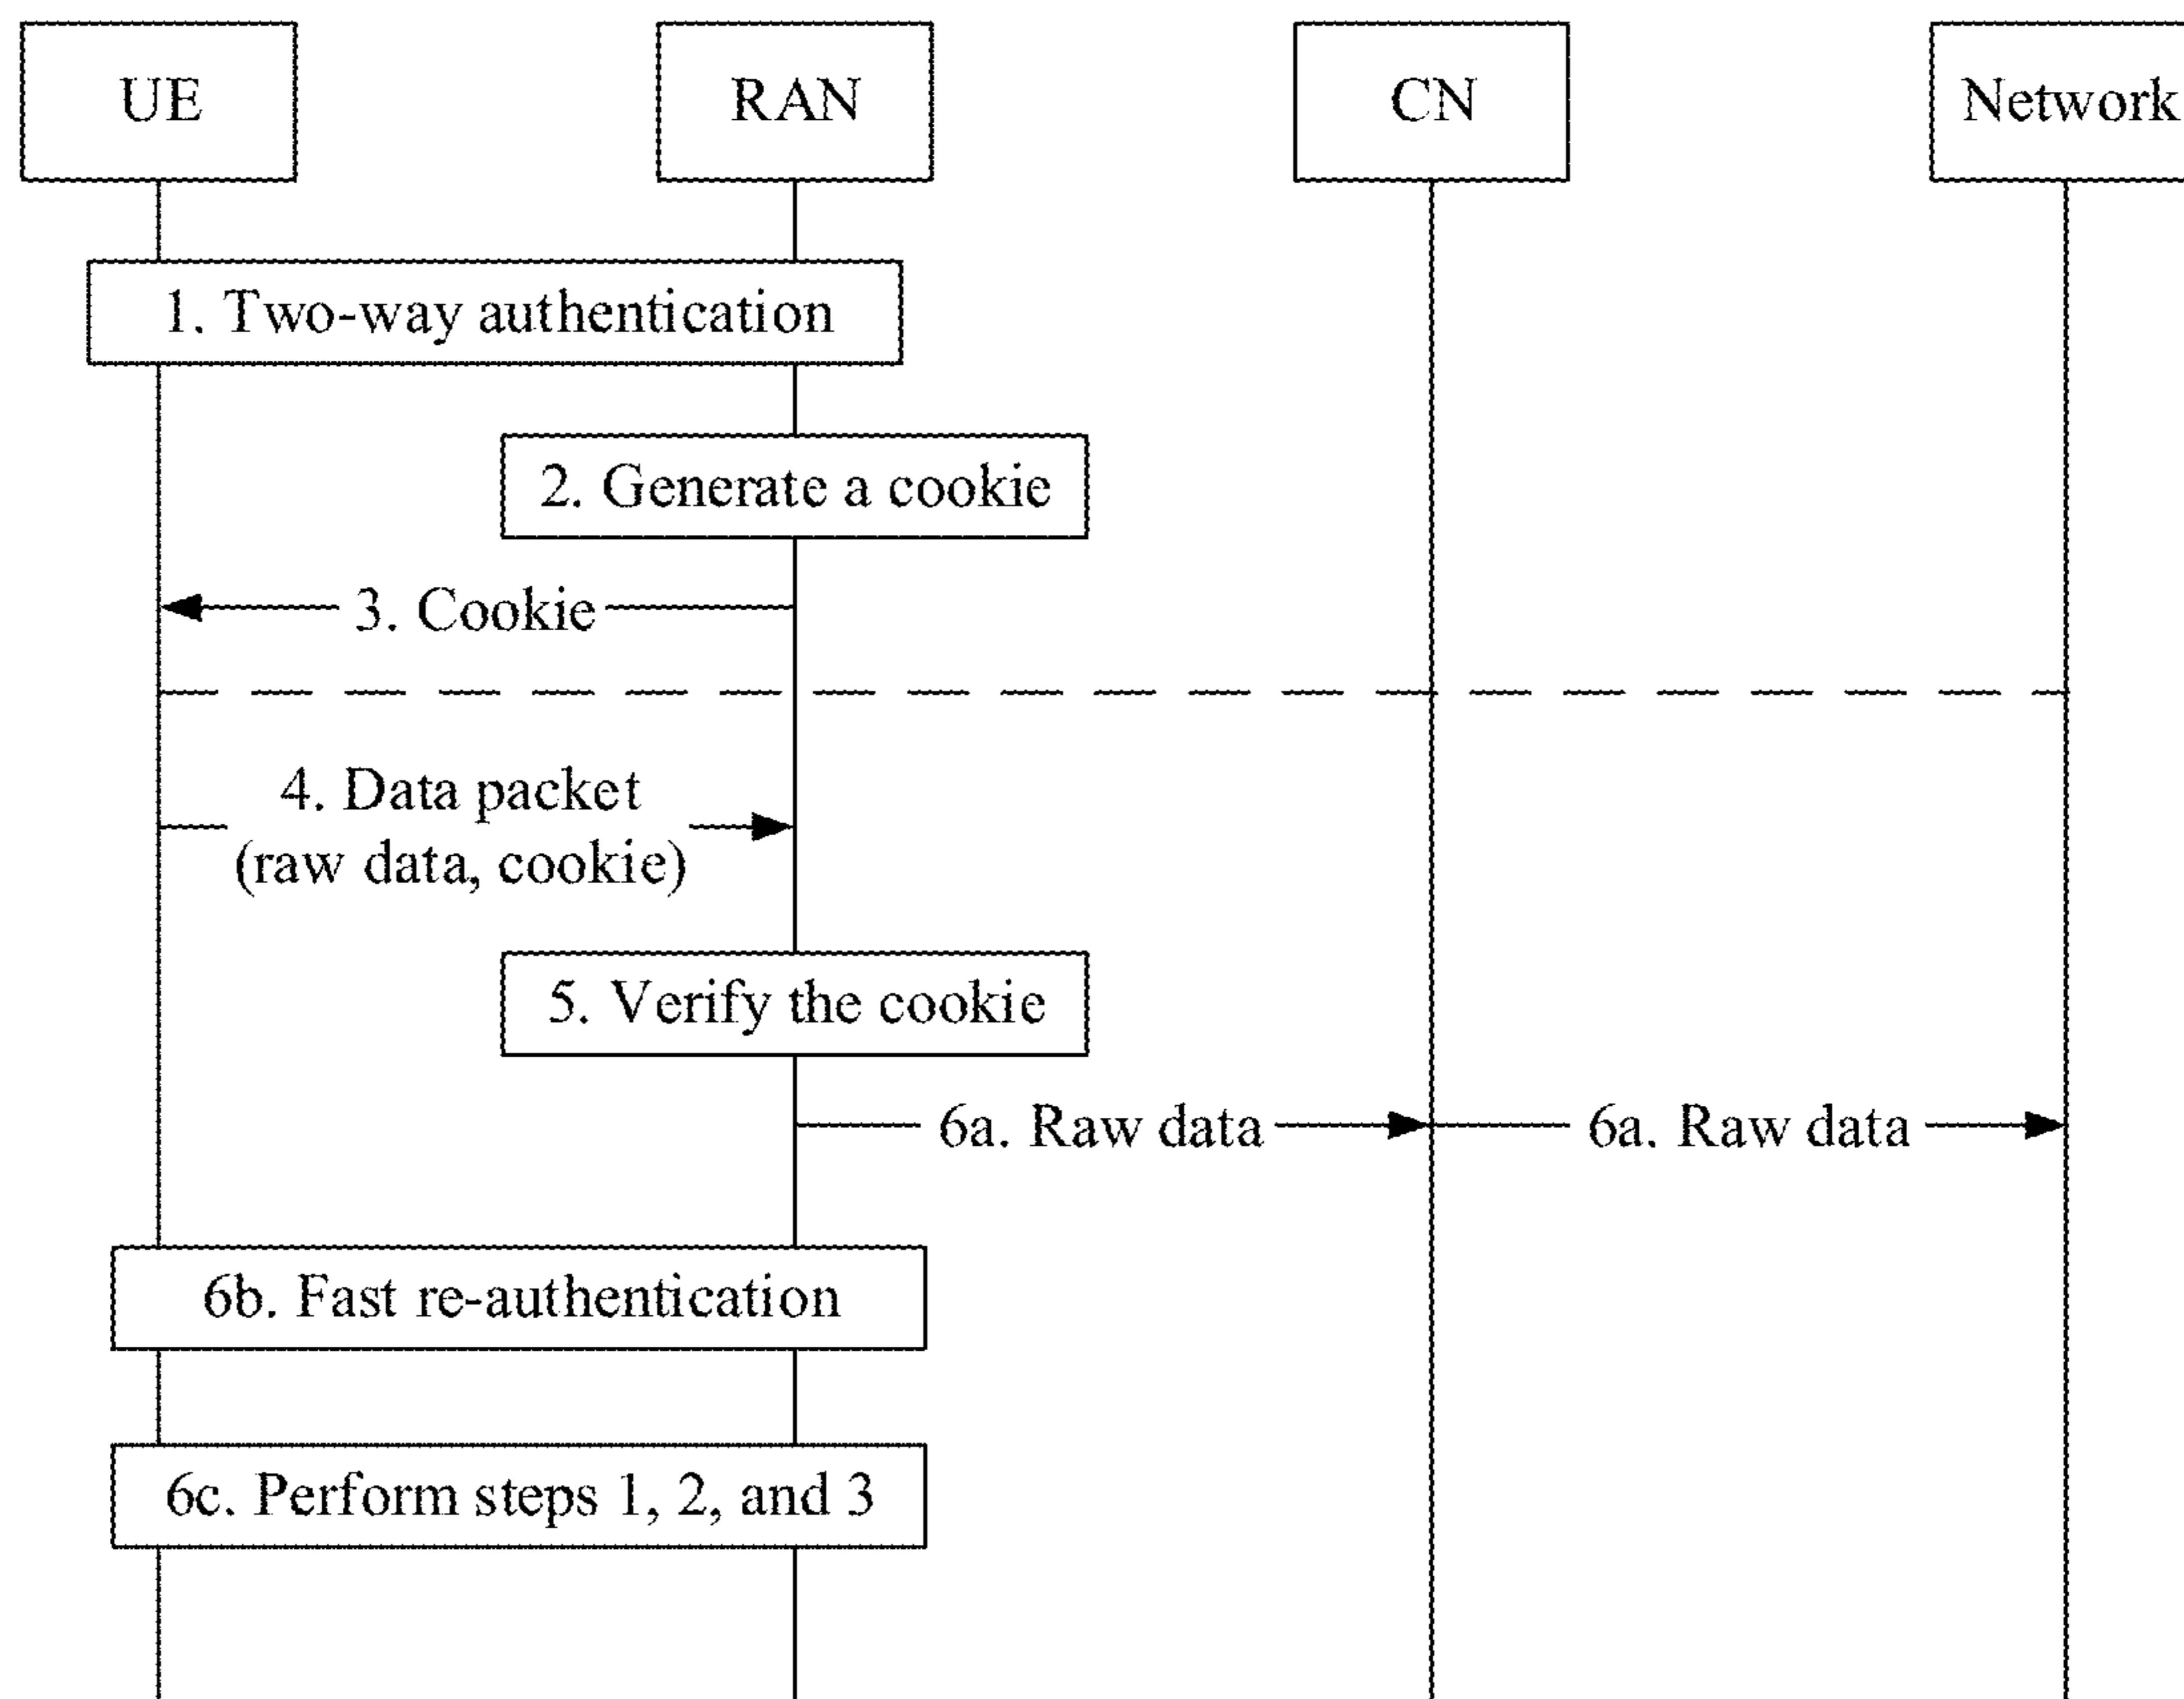 UE
RAN
CN
Network
1. Two-way authentication
2. Generate a cookie
3. Cookie
4. Data packet
(raw data, cookie)
5. Verify the cookie
6a. Raw data
6a. Raw data
6b. Fast re-authentication
6c. Perform steps 1, 2, and 3